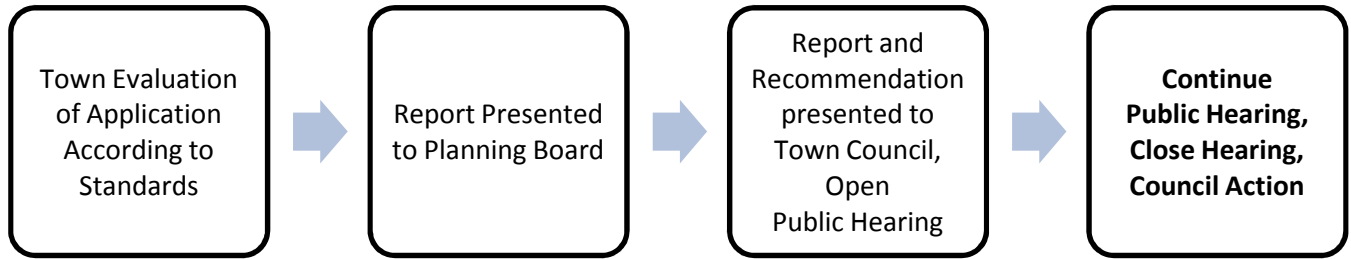 Town Evaluation
of Application
According to
Standards
Report Presented
to Planning Board
Report and
Recommendation
presented to
Town Council,
Open
Public Hearing
Continue
Public Hearing,
Close Hearing,
Council Action